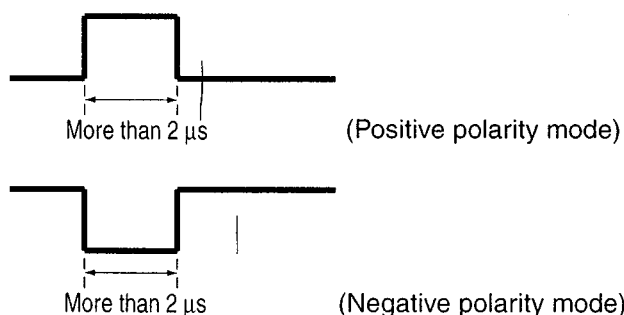 More than 2 µs
(Positive polarity mode)
More than 2 µs
(Negative polarity mode)